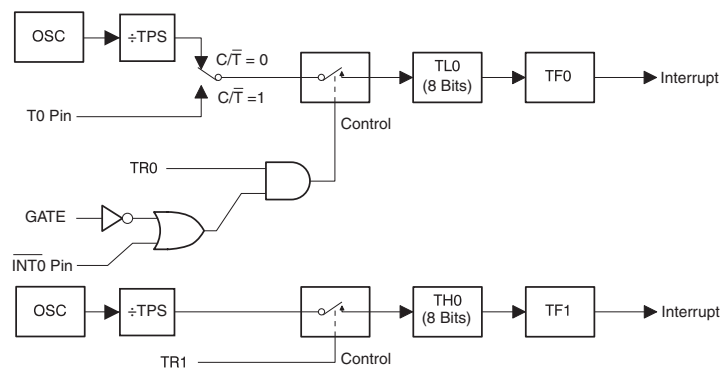 OSC
÷TPS
C/T̅ = 0
C/T̅ =1
T0 Pin
TL0
(8 Bits)
TF0
Interrupt
Control
TR0
GATE
I̅N̅T̅0̅ Pin
OSC
÷TPS
TH0
(8 Bits)
TF1
Interrupt
TR1
Control